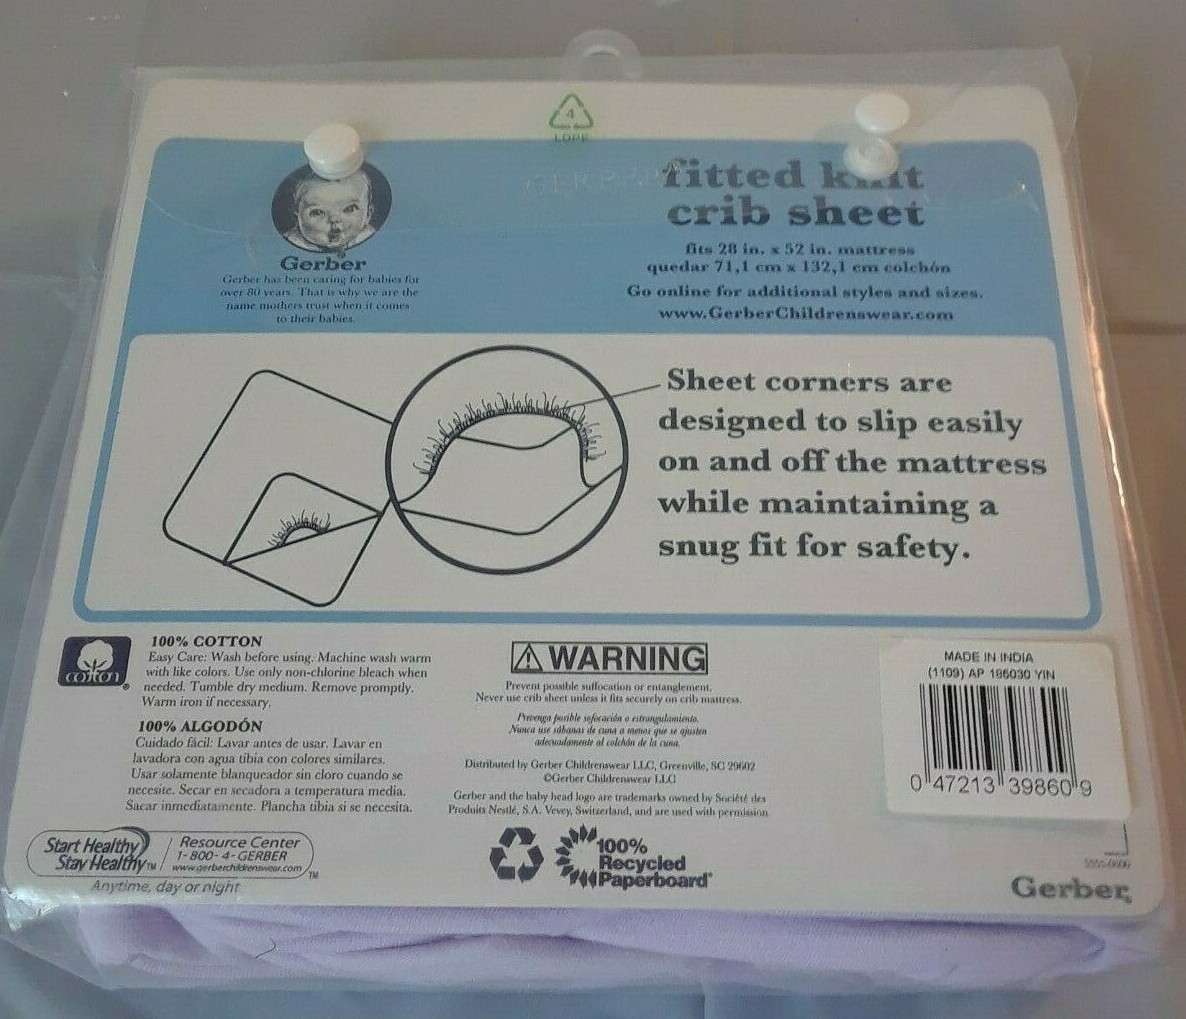 4
LDPE
fitted knit
crib sheet
fits 28 in. x 52 in. mattress
quedar 71,1 cm x 132,1 cm colchón
Go online for additional styles and sizes.
www.GerberChildrenswear.com
Gerber
Gerber has been caring for babies for
over 80 years. That is why we are the
name mothers trust when it comes
to their babies.
Sheet corners are
designed to slip easily
on and off the mattress
while maintaining a
snug fit for safety.
cotton®
100% COTTON
Easy Care: Wash before using. Machine wash warm
with like colors. Use only non-chlorine bleach when
needed. Tumble dry medium. Remove promptly.
Warm iron if necessary.
100% ALGODÓN
Cuidado fácil: Lavar antes de usar. Lavar en
lavadora con agua tibia con colores similares.
Usar solamente blanqueador sin cloro cuando se
necesite. Secar en secadora a temperatura media.
Sacar inmediatamente. Plancha tibia si se necesita.
WARNING
Prevent possible suffocation or entanglement.
Never use crib sheet unless it fits securely on crib mattress.
Prevenga posible sofocación o estrangulamiento.
Nunca use sábanas de cuna a menos que se ajusten
adecuadamente al colchón de la cuna.
Distributed by Gerber Childrenswear LLC, Greenville, SC 29602
©Gerber Childrenswear LLC
Gerber and the baby head logo are trademarks owned by Société des
Produits Nestlé, S.A. Vevey, Switzerland, and are used with permission
MADE IN INDIA
(1109) AP 186030 YIN
0 47213 39860 9
Start Healthy
Stay Healthy™
Resource Center
1-800-4-GERBER
www.gerberchildrenswear.com
TM
Anytime, day or night
100%
Recycled
Paperboard
Gerber